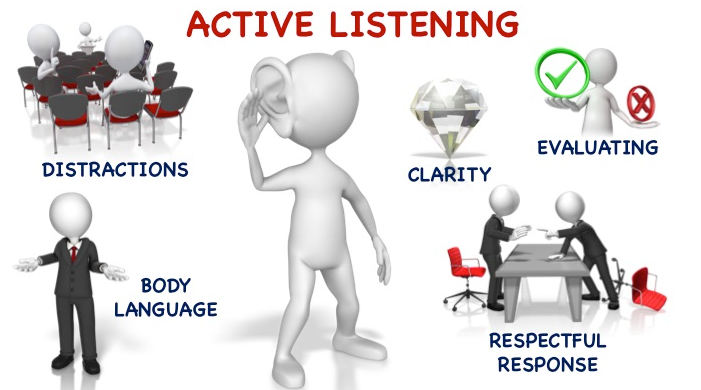 ACTIVE LISTENING
DISTRACTIONS
CLARITY
EVALUATING
BODY
LANGUAGE
RESPECTFUL
RESPONSE